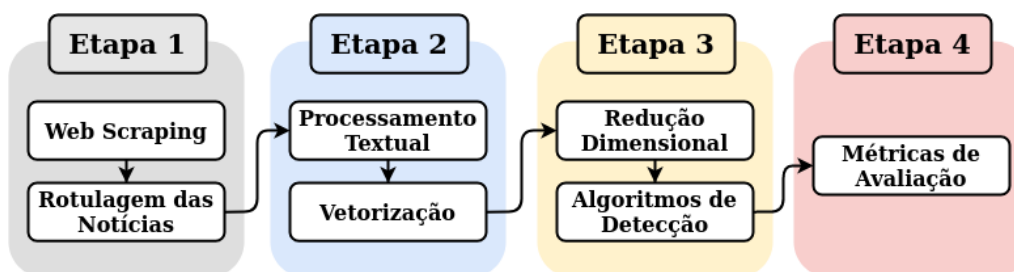 Etapa 1
Web Scraping
Rotulagem das
Notícias
Etapa 2
Processamento
Textual
Vetorização
Etapa 3
Redução
Dimensional
Algoritmos de
Detecção
Etapa 4
Métricas de
Avaliação